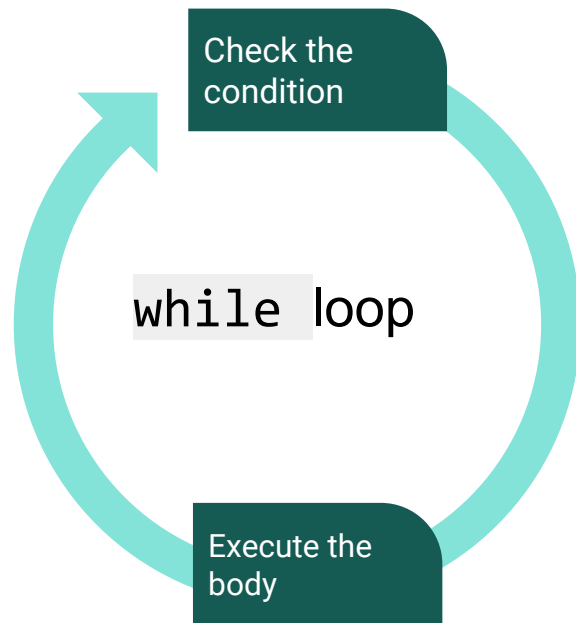 Check the
condition
while loop
Execute the
body